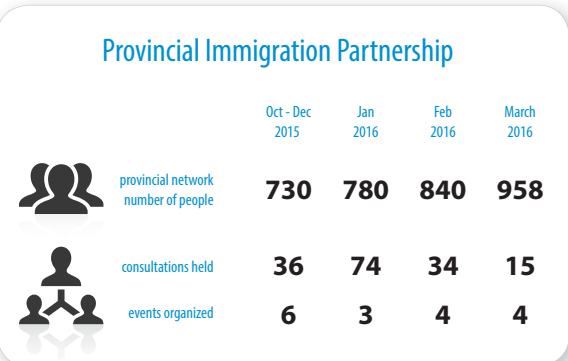 Provincial Immigration Partnership
Oct - Dec Jan Feb March
2015 2016 2016 2016
provincial network
number of people 730 780 840 958
consultations held 36 74 34 15
events organized 6 3 4 4